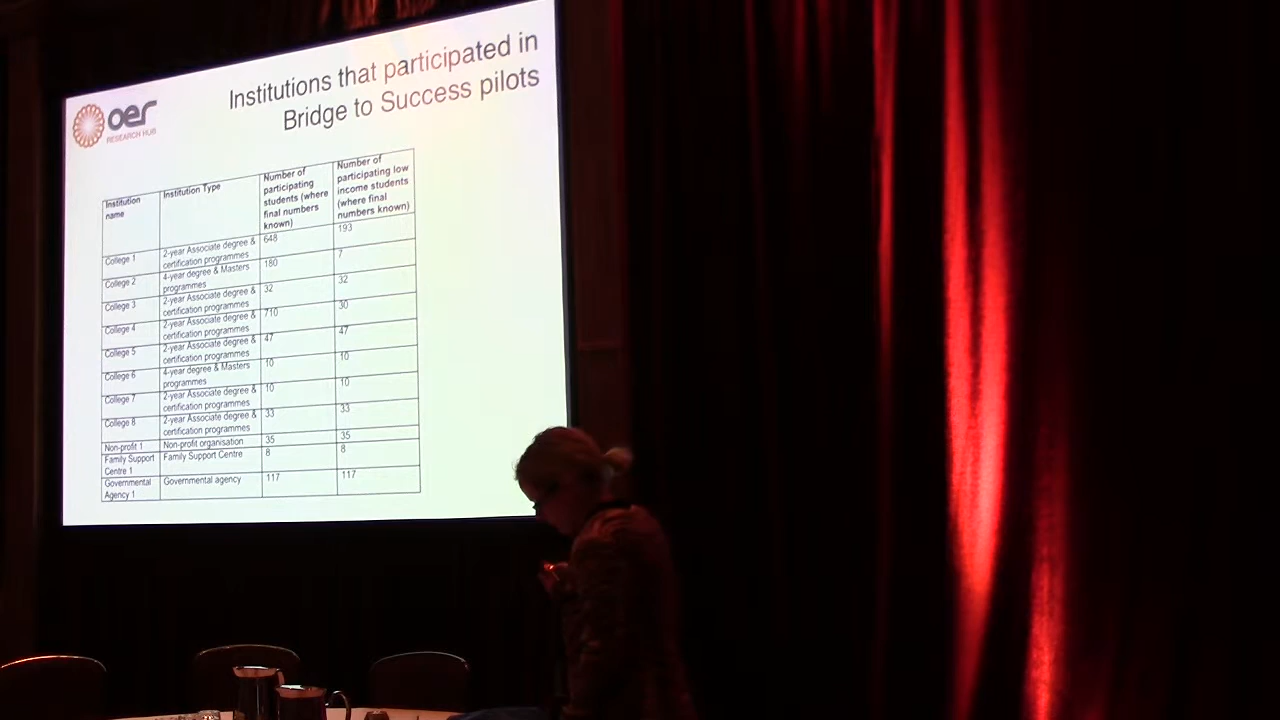 oer
RESEARCH HUB
Institutions that participated in
Bridge to Success pilots
Institution
name
Institution Type
Number of
participating
students (where
final numbers
known)
Number of
participating low
income students
(where final
numbers known)
College 1
2-year Associate degree &
certification programmes
648
193
College 2
4-year degree & Masters
programmes
180
7
College 3
2-year Associate degree &
certification programmes
32
32
College 4
2-year Associate degree &
certification programmes
710
30
College 5
2-year Associate degree &
certification programmes
47
47
College 6
4-year degree & Masters
programmes
10
10
College 7
2-year Associate degree &
certification programmes
10
10
College 8
2-year Associate degree &
certification programmes
33
33
Non-profit 1
Non-profit organisation
35
35
Family Support
Centre 1
Family Support Centre
8
8
Governmental
Agency 1
Governmental agency
117
117